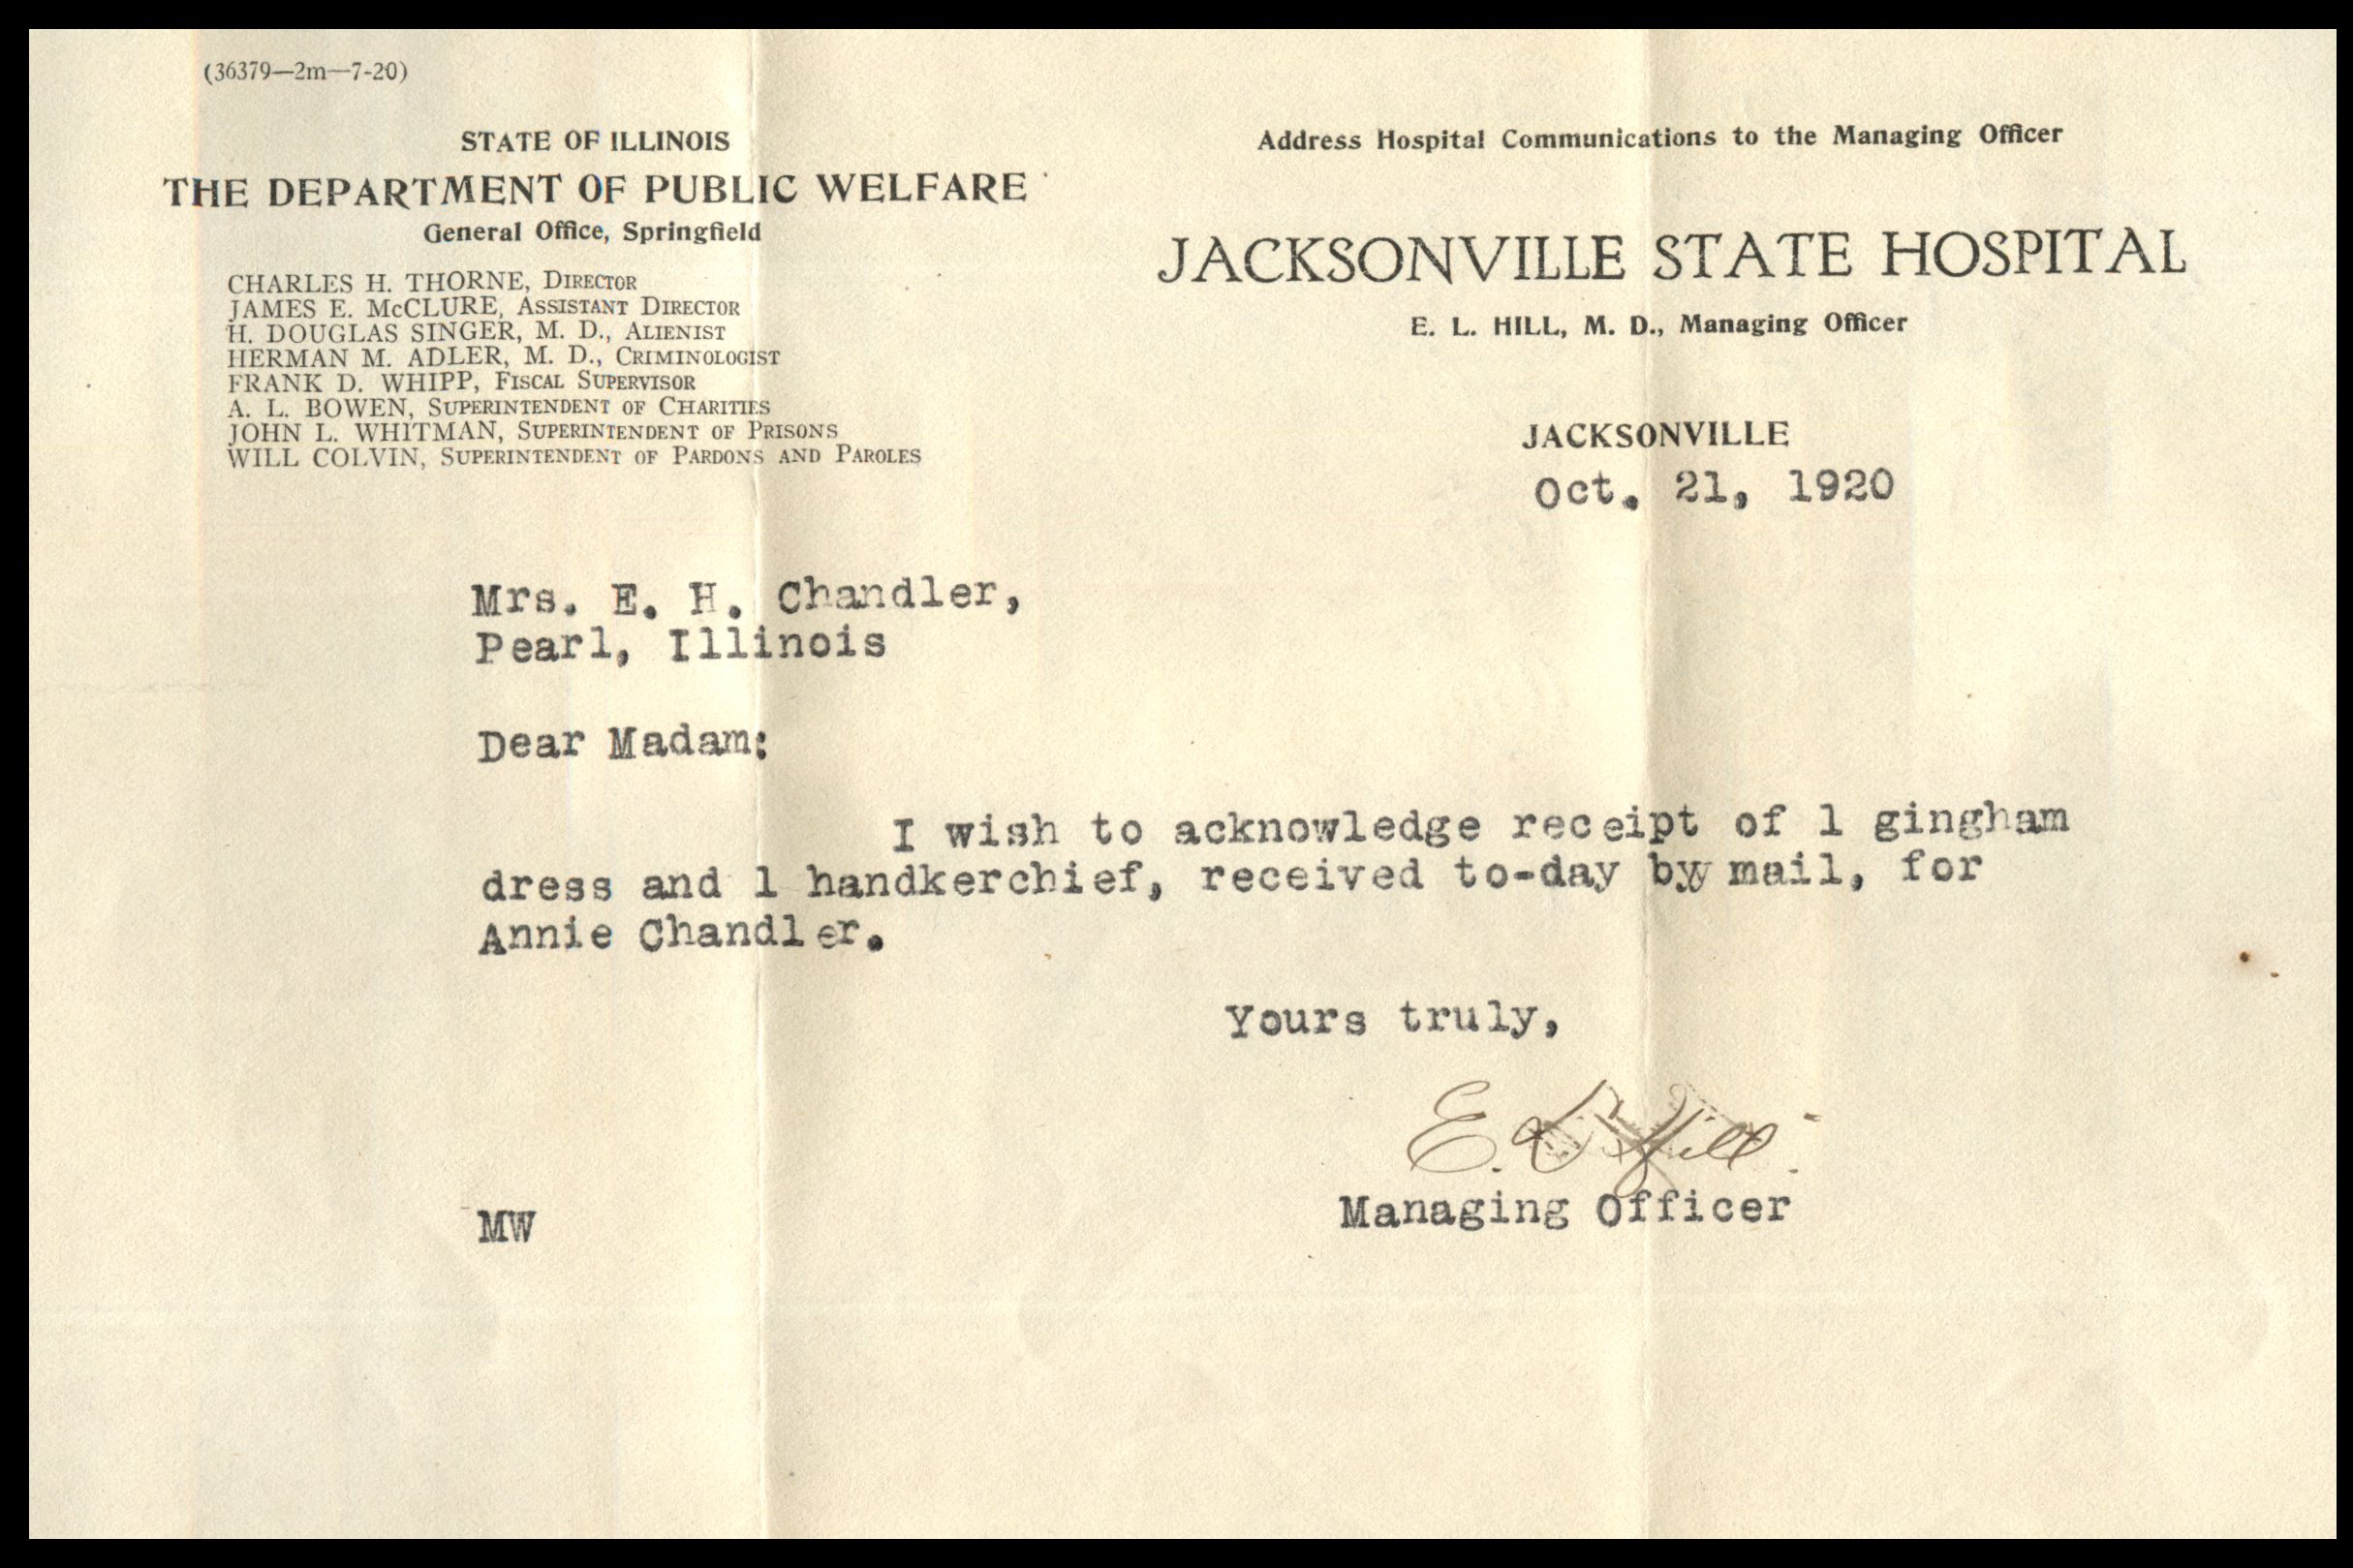 (36379—2m—7-20)
STATE OF ILLINOIS
THE DEPARTMENT OF PUBLIC WELFARE
General Office, Springfield
CHARLES H. THORNE, DIRECTOR
JAMES E. McCLURE, ASSISTANT DIRECTOR
H. DOUGLAS SINGER, M. D., ALIENIST
HERMAN M. ADLER, M. D., CRIMINOLOGIST
FRANK D. WHIPP, FISCAL SUPERVISOR
A. L. BOWEN, SUPERINTENDENT OF CHARITIES
JOHN L. WHITMAN, SUPERINTENDENT OF PRISONS
WILL COLVIN, SUPERINTENDENT OF PARDONS AND PAROLES
Address Hospital Communications to the Managing Officer
JACKSONVILLE STATE HOSPITAL
E. L. HILL, M. D., Managing Officer
JACKSONVILLE
Oct. 21, 1920
Mrs. E. H. Chandler,
Pearl, Illinois
Dear Madam:
I wish to acknowledge receipt of 1 gingham
dress and 1 handkerchief, received to-day by mail, for
Annie Chandler.
Yours truly,
E. L. Hill
Managing Officer
MW